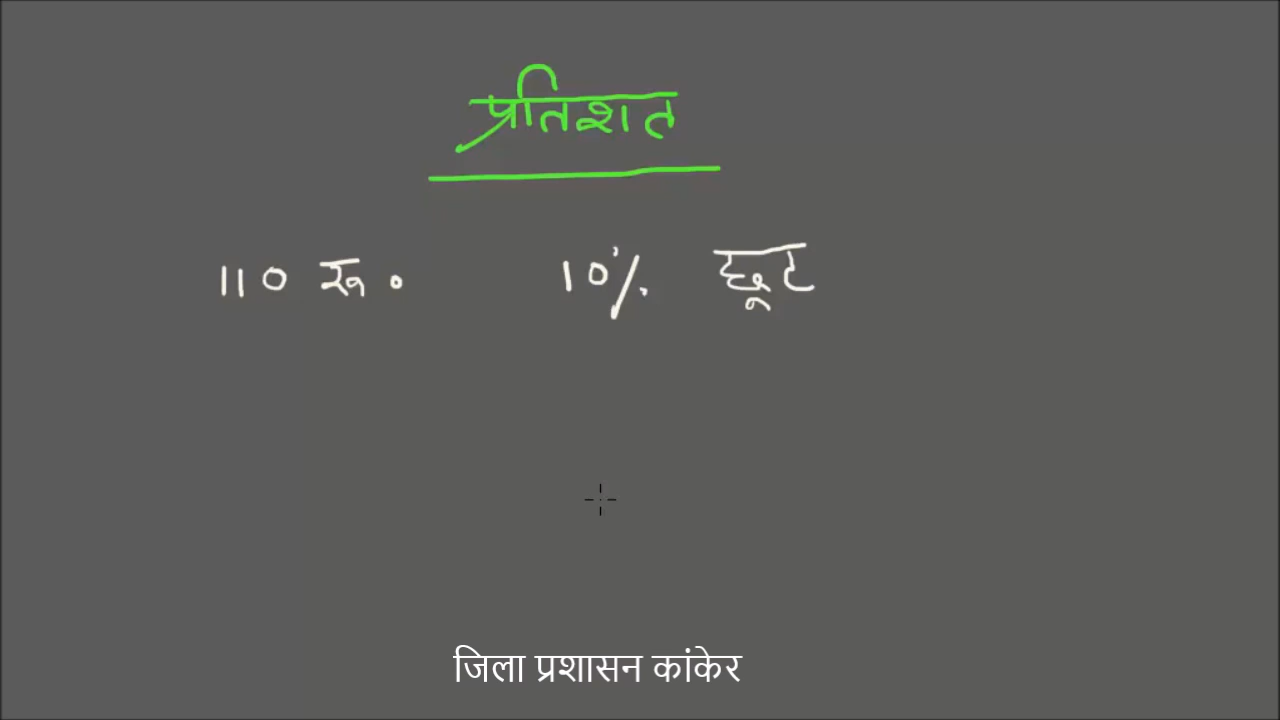 प्रतिशत
110 रू० 10% छूट
जिला प्रशासन कांकेर